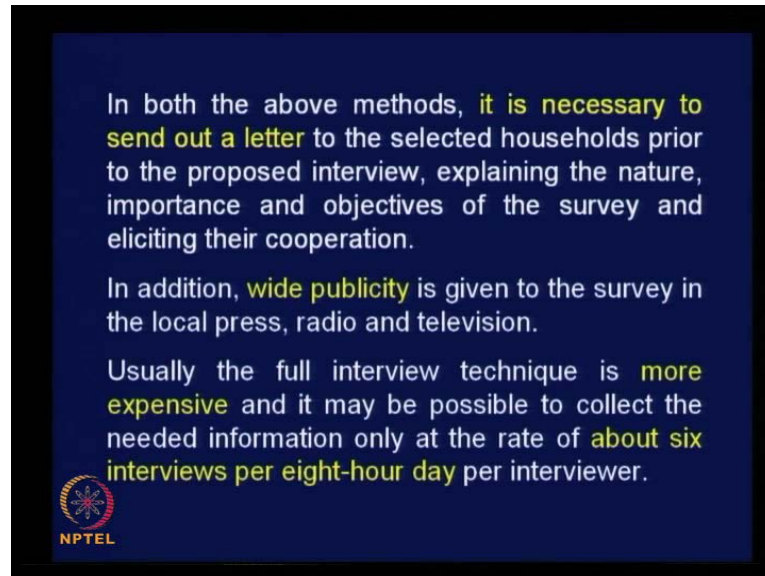 In both the above methods, it is necessary to
send out a letter to the selected households prior
to the proposed interview, explaining the nature,
importance and objectives of the survey and
eliciting their cooperation.
In addition, wide publicity is given to the survey in
the local press, radio and television.
Usually the full interview technique is more
expensive and it may be possible to collect the
needed information only at the rate of about six
interviews per eight-hour day per interviewer.
NPTEL